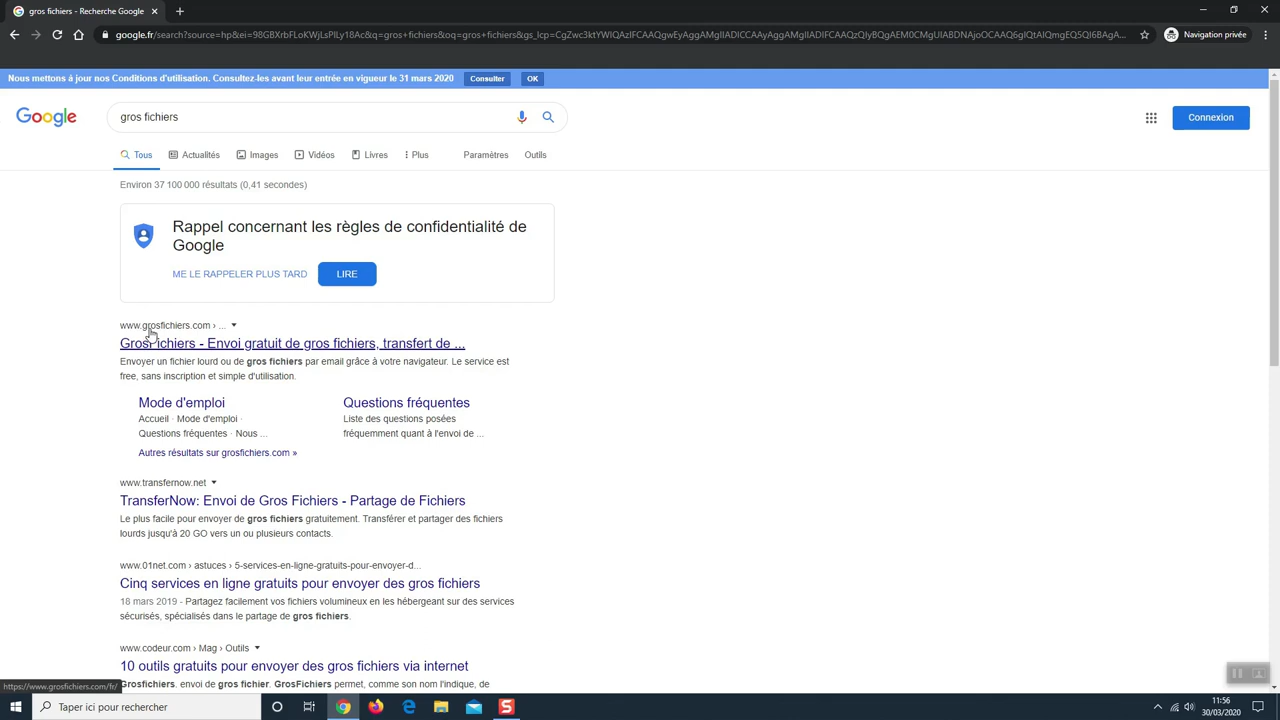 gros fichiers - Recherche Google
google.fr/search?source=hp&ei=
Navigation privée
Nous mettons à jour nos Conditions d'utilisation. Consultez-les avant leur entrée en vigueur le 31 mars 2020
Consulter
OK
Google
gros fichiers
Connexion
Tous
Actualités
Images
Vidéos
Livres
Plus
Paramètres
Outils
Environ 37 100 000 résultats (0,41 secondes)
Rappel concernant les règles de confidentialité de
Google
ME LE RAPPELER PLUS TARD
LIRE
www.grosfichiers.com › ...
GrosFichiers - Envoi gratuit de gros fichiers, transfert de ...
Envoyer un fichier lourd ou de gros fichiers par email grâce à votre navigateur. Le service est
free, sans inscription et simple d'utilisation.
Mode d'emploi
Accueil · Mode d'emploi ·
Questions fréquentes · Nous ...
Questions fréquentes
Liste des questions posées
fréquemment quant à l'envoi de ...
Autres résultats sur grosfichiers.com »
www.transfernow.net
TransferNow: Envoi de Gros Fichiers - Partage de Fichiers
Le plus facile pour envoyer de gros fichiers gratuitement. Transférer et partager des fichiers
lourds jusqu'à 20 GO vers un ou plusieurs contacts.
www.01net.com › astuces › 5-services-en-ligne-gratuits-pour-envoyer-d...
Cinq services en ligne gratuits pour envoyer des gros fichiers
18 mars 2019 - Partagez facilement vos fichiers volumineux en les hébergeant sur des services
sécurisés, spécialisés dans le partage de gros fichiers.
www.codeur.com › Mag › Outils
10 outils gratuits pour envoyer des gros fichiers via internet
Grosfichiers. envoi de gros fichier. GrosFichiers permet, comme son nom l'indique, de
https://www.grosfichiers.com/fr/
Taper ici pour rechercher
11:56
30/03/2020